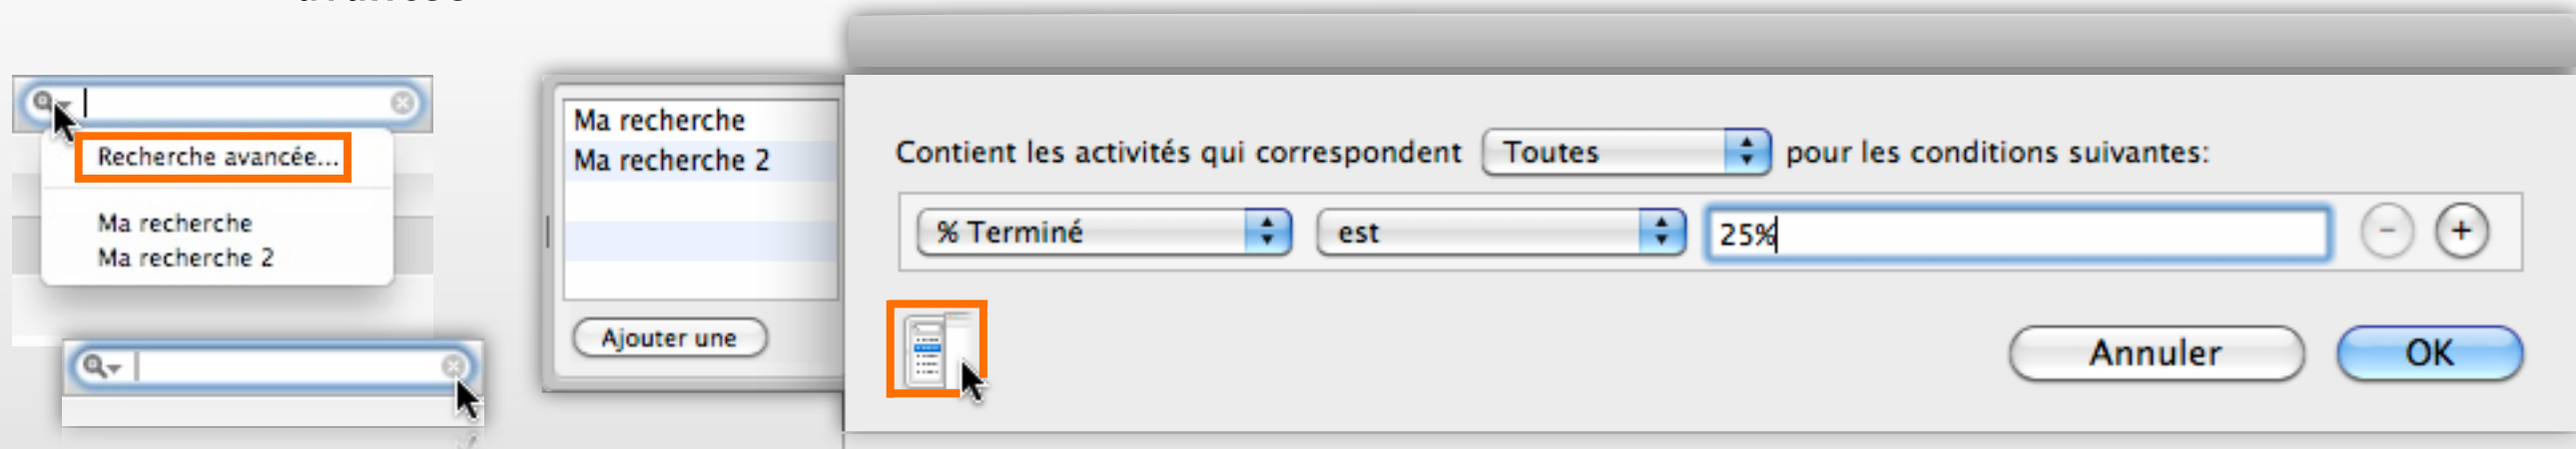 Recherche avancée...
Ma recherche
Ma recherche 2
Ma recherche
Ma recherche 2
Ajouter une
Contient les activités qui correspondent Toutes pour les conditions suivantes:
% Terminé est 25% - +
Annuler OK